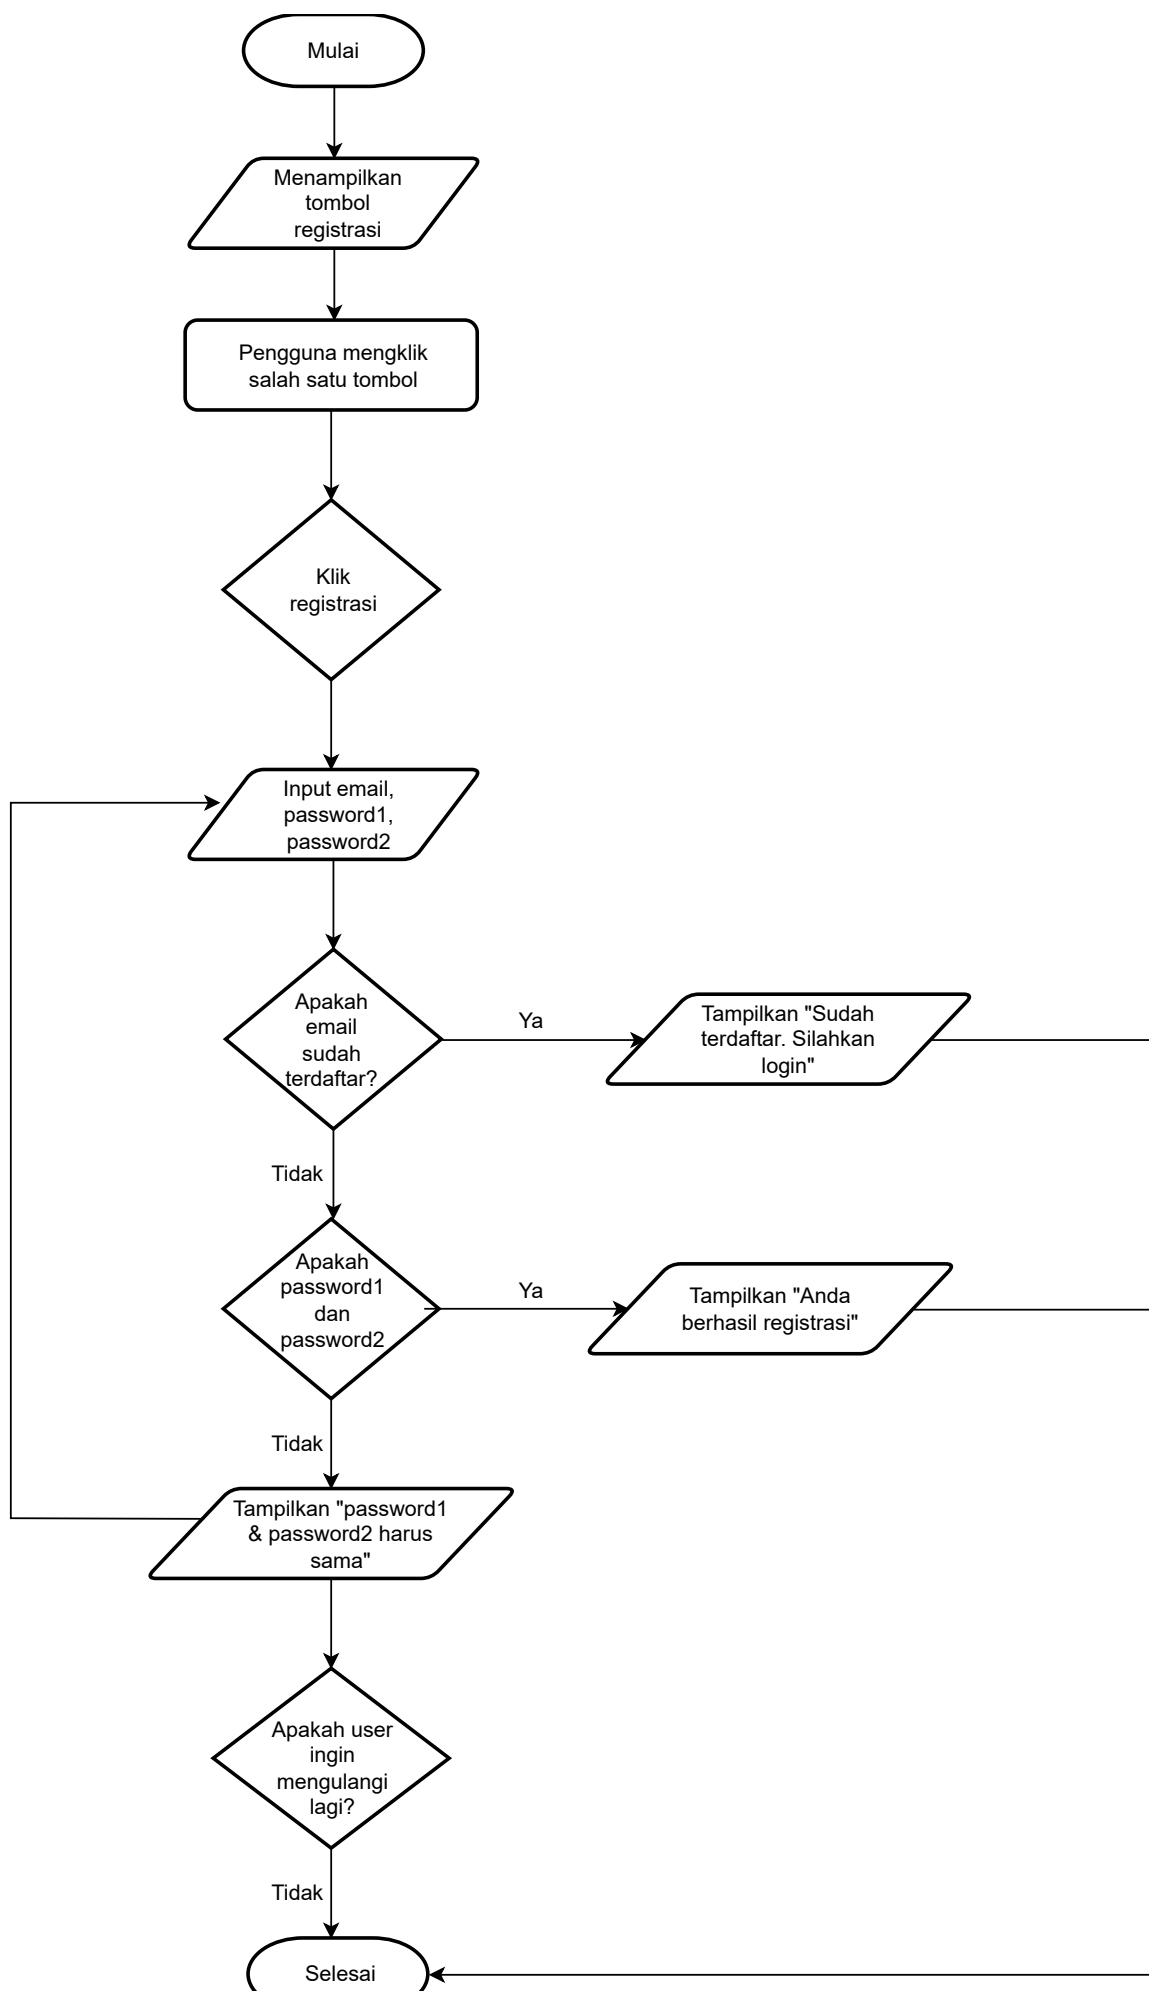 Mulai
Menampilkan
tombol
registrasi
Pengguna mengklik
salah satu tombol
Klik
registrasi
Input email,
password1,
password2
Apakah
email
sudah
terdaftar?
Ya
Tampilkan "Sudah
terdaftar. Silahkan
login"
Tidak
Apakah
password1
dan
password2
Ya
Tampilkan "Anda
berhasil registrasi"
Tidak
Tampilkan "password1
& password2 harus
sama"
Apakah user
ingin
mengulangi
lagi?
Tidak
Selesai